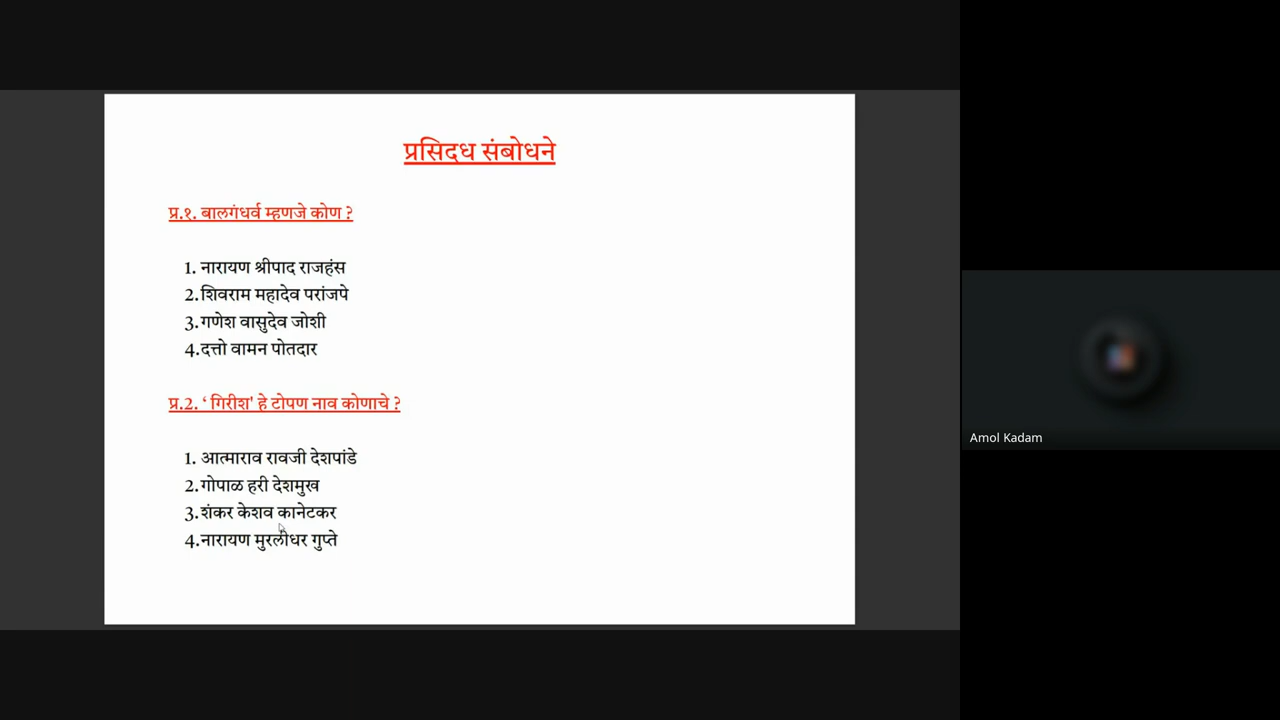 प्रसिदध संबोधने
प्र.१. बालगंधर्व म्हणजे कोण ?
1. नारायण श्रीपाद राजहंस
2. शिवराम महादेव परांजपे
3. गणेश वासुदेव जोशी
4. दत्तो वामन पोतदार
प्र.2. ‘ गिरीश' हे टोपण नाव कोणाचे ?
1. आत्माराव रावजी देशपांडे
2. गोपाळ हरी देशमुख
3. शंकर केशव कानेटकर
4. नारायण मुरलीधर गुप्ते
Amol Kadam